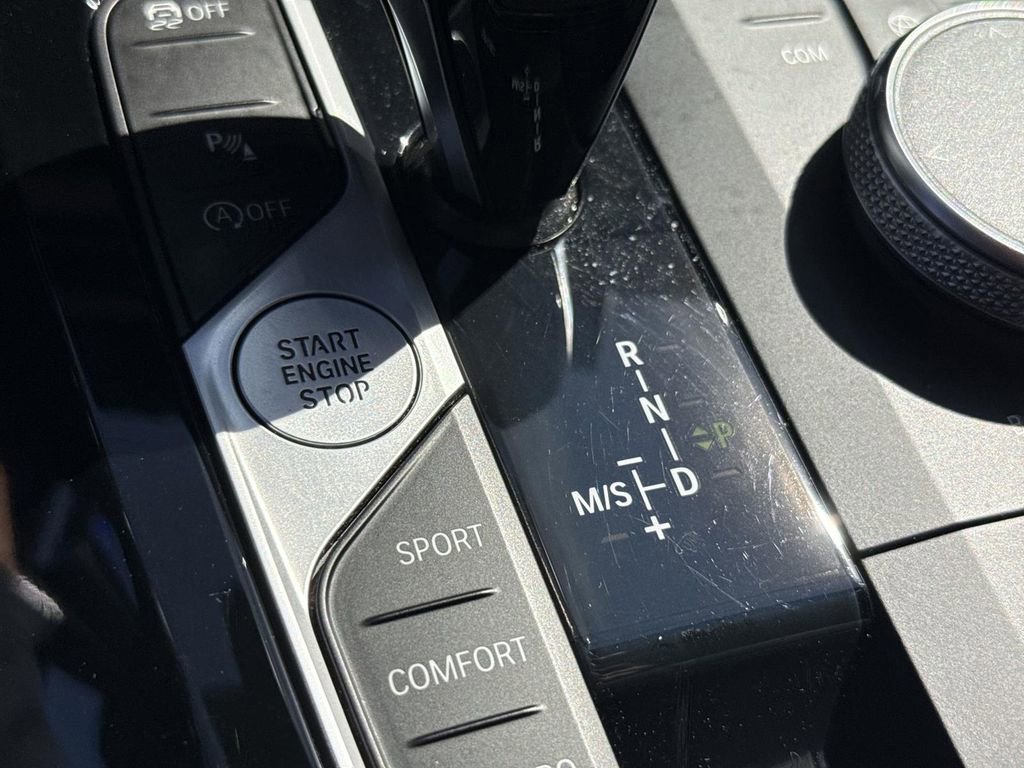 OFF
COM
P
A OFF
START
ENGINE
STOP
R
N
P
M/S D
+
SPORT
COMFORT